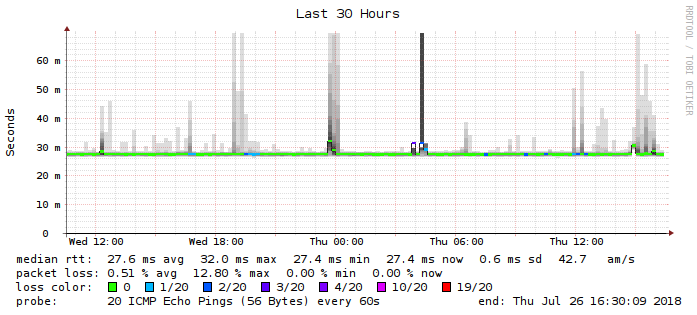 Last 30 Hours
RRDTOOL / TOBI OETIKER
Seconds
60 m
50 m
40 m
30 m
20 m
10 m
0
Wed 12:00 Wed 18:00 Thu 00:00 Thu 06:00 Thu 12:00
median rtt: 27.6 ms avg 32.0 ms max 27.4 ms min 27.4 ms now 0.6 ms sd 42.7 am/s
packet loss: 0.51 % avg 12.80 % max 0.00 % min 0.00 % now
loss color: 0 1/20 2/20 3/20 4/20 10/20 19/20
probe: 20 ICMP Echo Pings (56 Bytes) every 60s end: Thu Jul 26 16:30:09 2018